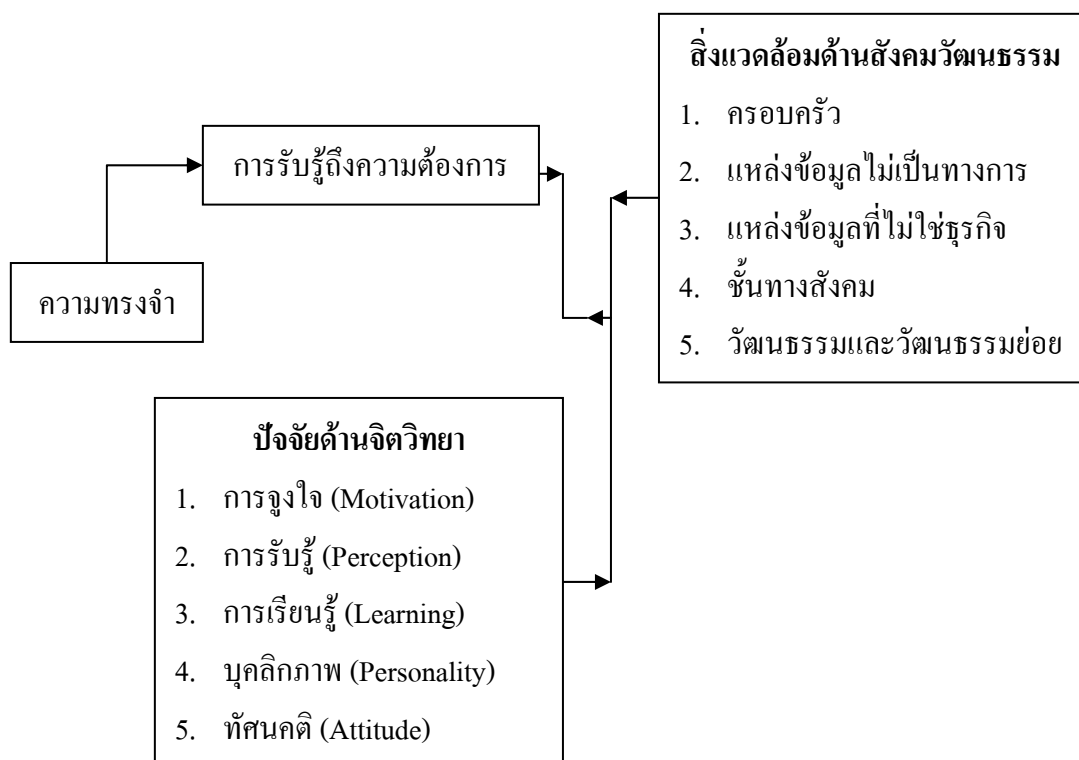 สิ่งแวดล้อมด้านสังคมวัฒนธรรม
1. ครอบครัว
2. แหล่งข้อมูลไม่เป็นทางการ
3. แหล่งข้อมูลที่ไม่ใช่ธุรกิจ
4. ชั้นทางสังคม
5. วัฒนธรรมและวัฒนธรรมย่อย
การรับรู้ถึงความต้องการ
ความทรงจำ
ปัจจัยด้านจิตวิทยา
1. การจูงใจ (Motivation)
2. การรับรู้ (Perception)
3. การเรียนรู้ (Learning)
4. บุคลิกภาพ (Personality)
5. ทัศนคติ (Attitude)